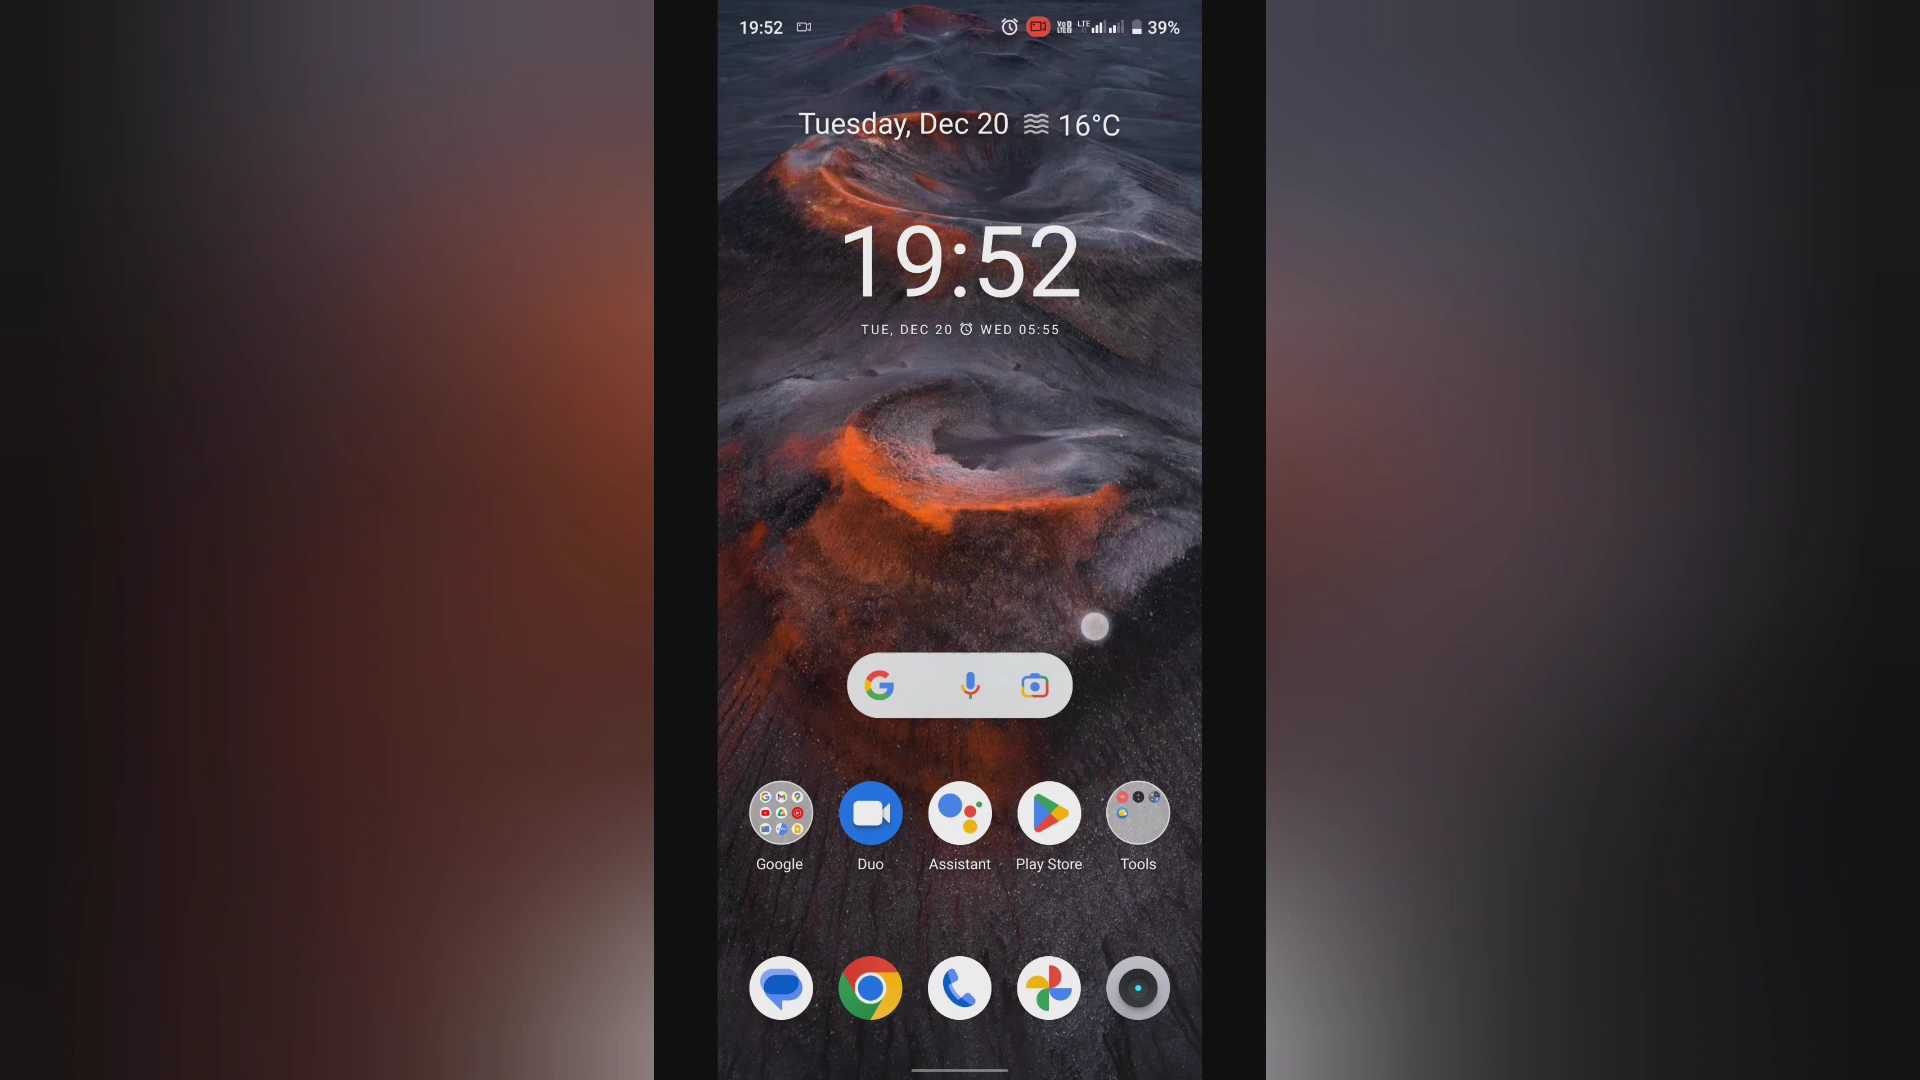 19:52 LTE 39%
Tuesday, Dec 20 16°C
19:52
TUE, DEC 20 WED 05:55
Google Duo Assistant Play Store Tools